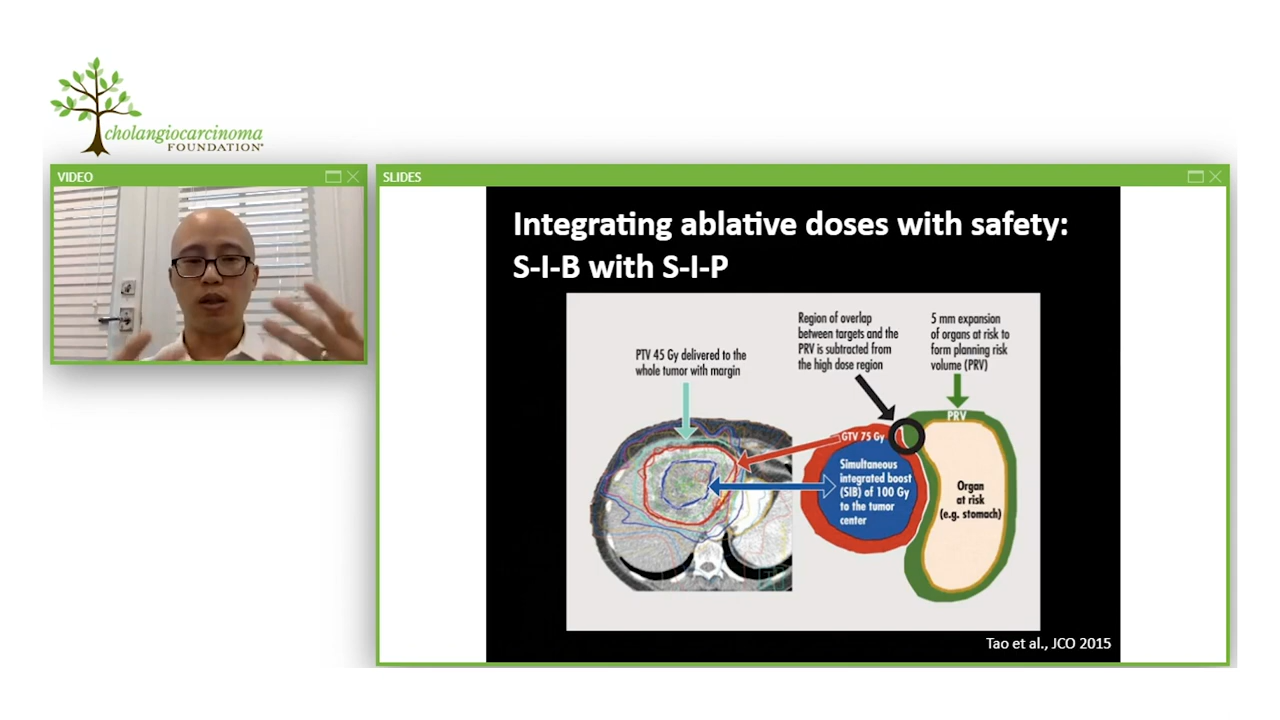 cholangiocarcinoma
FOUNDATION®
VIDEO
SLIDES
Integrating ablative doses with safety:
S-I-B with S-I-P
PTV 45 Gy delivered to the
whole tumor with margin
Region of overlap
between targets and the
PRV is subtracted from
the high dose region
5 mm expansion
of organs at risk to
form planning risk
volume (PRV)
PRV
GTV 75 Gy
Simultaneous
integrated boost
(SIB) of 100 Gy
to the tumor
center
Organ
at risk
(e.g. stomach)
Tao et al., JCO 2015